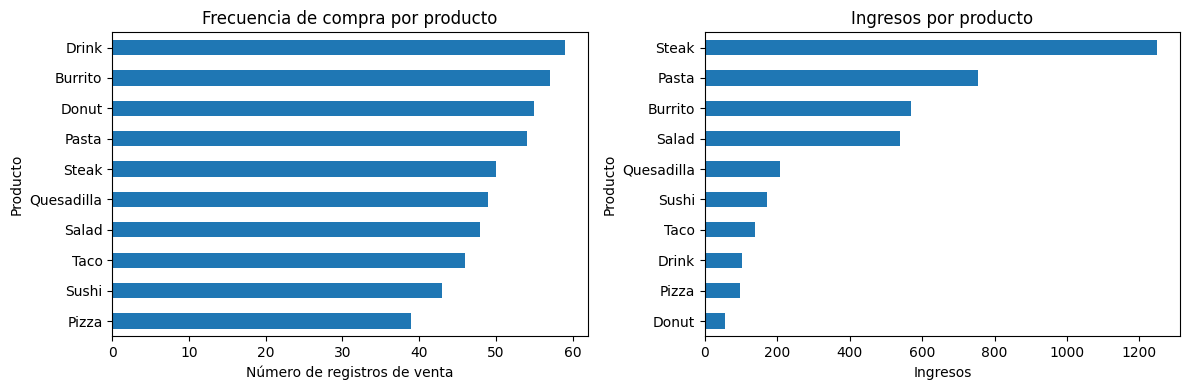 Frecuencia de compra por producto
Producto
Drink
Burrito
Donut
Pasta
Steak
Quesadilla
Salad
Taco
Sushi
Pizza
0 10 20 30 40 50 60
Número de registros de venta
Ingresos por producto
Producto
Steak
Pasta
Burrito
Salad
Quesadilla
Sushi
Taco
Drink
Pizza
Donut
0 200 400 600 800 1000 1200
Ingresos